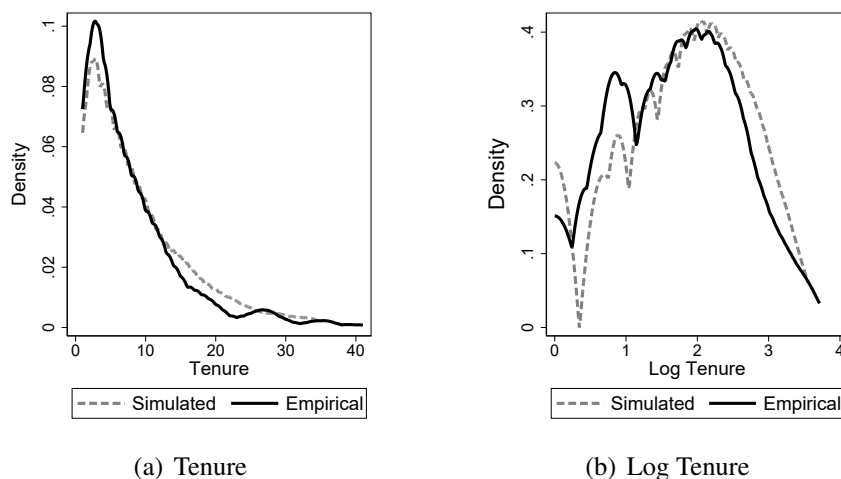 .1
.08
.06
.04
.02
0
Density
0 10 20 30 40
Tenure
Simulated Empirical
(a) Tenure
.4
.3
.2
.1
0
Density
0 1 2 3 4
Log Tenure
Simulated Empirical
(b) Log Tenure